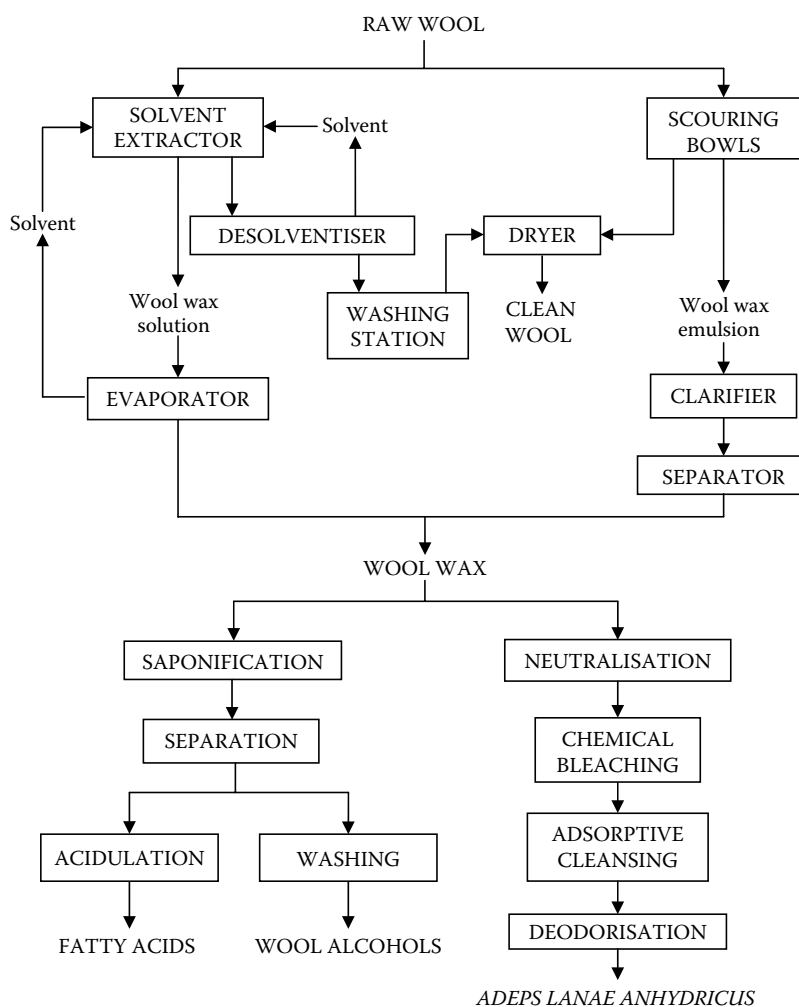 RAW WOOL
SOLVENT
EXTRACTOR
Solvent
SCOURING
BOWLS
Solvent
DESOLVENTISER
DRYER
Wool wax
solution
WASHING
STATION
CLEAN
WOOL
Wool wax
emulsion
EVAPORATOR
CLARIFIER
SEPARATOR
WOOL WAX
SAPONIFICATION
NEUTRALISATION
SEPARATION
CHEMICAL
BLEACHING
ACIDULATION
WASHING
ADSORPTIVE
CLEANSING
FATTY ACIDS
WOOL ALCOHOLS
DEODORISATION
ADEPS LANAE ANHYDRICUS